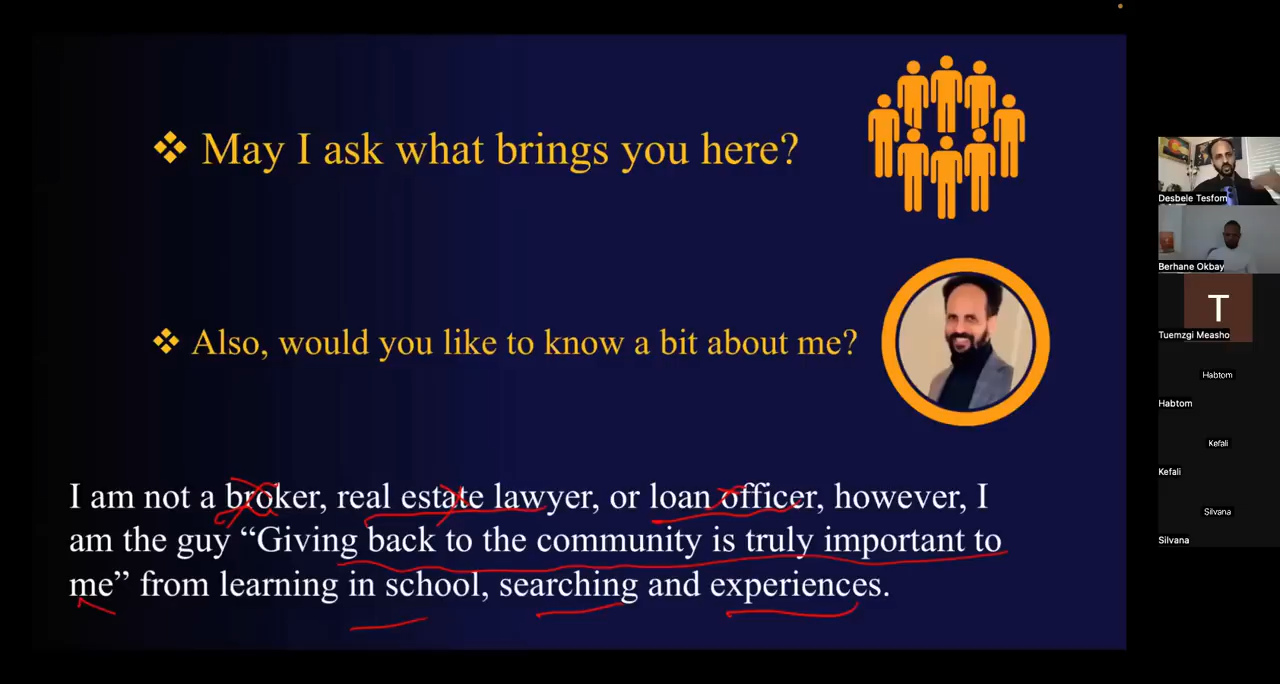 ❖ May I ask what brings you here?
❖ Also, would you like to know a bit about me?
I am not a broker, real estate lawyer, or loan officer, however, I
am the guy “Giving back to the community is truly important to
me” from learning in school, searching and experiences.
Desbele Tesfom
Berhane Okbay
T
Tuemzgi Measho
Habtom
Habtom
Kefali
Kefali
Silvana
Silvana